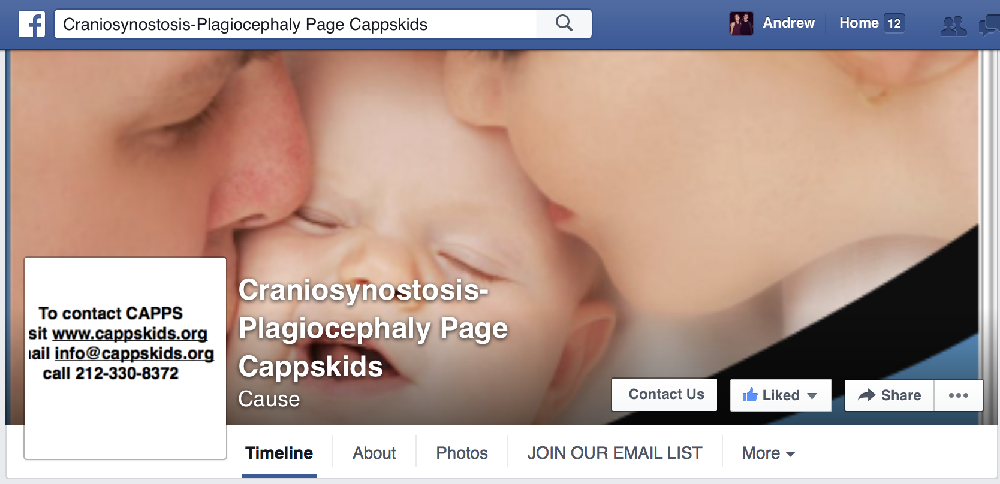 Craniosynostosis-Plagiocephaly Page Cappskids
Andrew
Home 12
To contact CAPPS
sit www.cappskids.org
ail info@cappskids.org
call 212-330-8372
Craniosynostosis-
Plagiocephaly Page
Cappskids
Cause
Contact Us
Liked
Share
Timeline
About
Photos
JOIN OUR EMAIL LIST
More